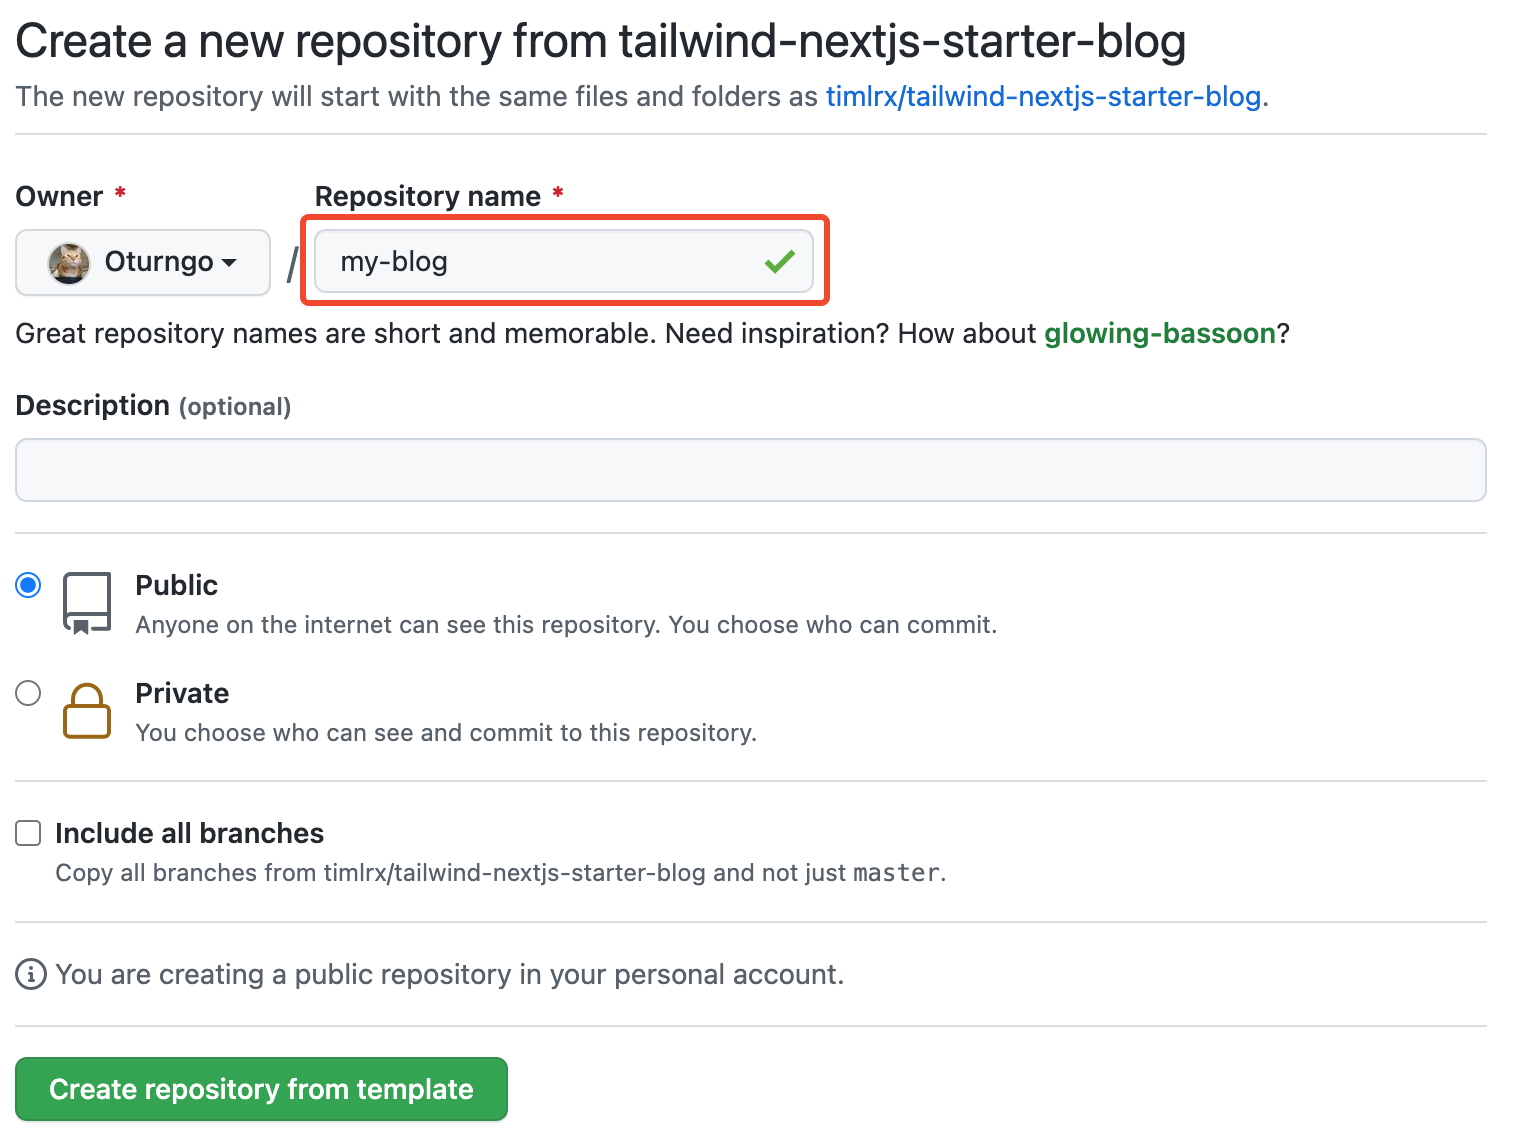 Create a new repository from tailwind-nextjs-starter-blog
The new repository will start with the same files and folders as timlrx/tailwind-nextjs-starter-blog.
Owner * Repository name *
Oturngo / my-blog
Great repository names are short and memorable. Need inspiration? How about glowing-bassoon?
Description (optional)
Public
Anyone on the internet can see this repository. You choose who can commit.
Private
You choose who can see and commit to this repository.
Include all branches
Copy all branches from timlrx/tailwind-nextjs-starter-blog and not just master.
You are creating a public repository in your personal account.
Create repository from template